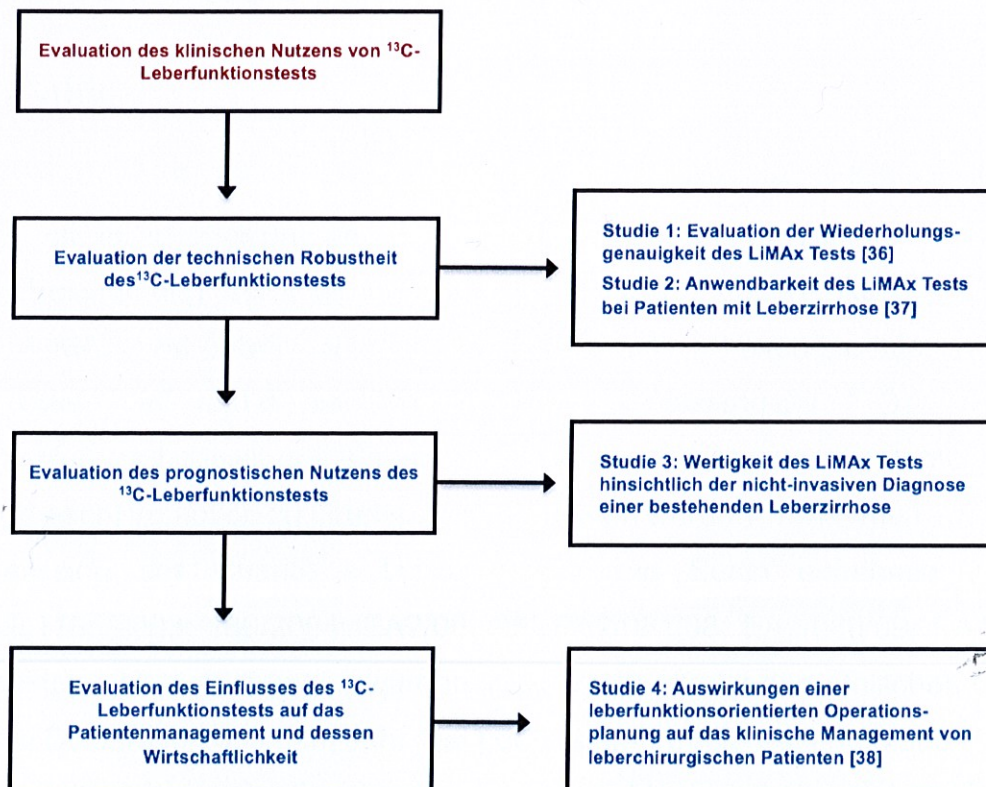 Evaluation des klinischen Nutzens von ¹³C-
Leberfunktionstests
Evaluation der technischen Robustheit
des¹³C-Leberfunktionstests
Studie 1: Evaluation der Wiederholungs-
genauigkeit des LiMAx Tests [36]
Studie 2: Anwendbarkeit des LiMAx Tests
bei Patienten mit Leberzirrhose [37]
Evaluation des prognostischen Nutzens des
¹³C-Leberfunktionstests
Studie 3: Wertigkeit des LiMAx Tests
hinsichtlich der nicht-invasiven Diagnose
einer bestehenden Leberzirrhose
Evaluation des Einflusses des ¹³C-
Leberfunktionstests auf das
Patientenmanagement und dessen
Wirtschaftlichkeit
Studie 4: Auswirkungen einer
leberfunktionsorientierten Operations-
planung auf das klinische Management von
leberchirurgischen Patienten [38]